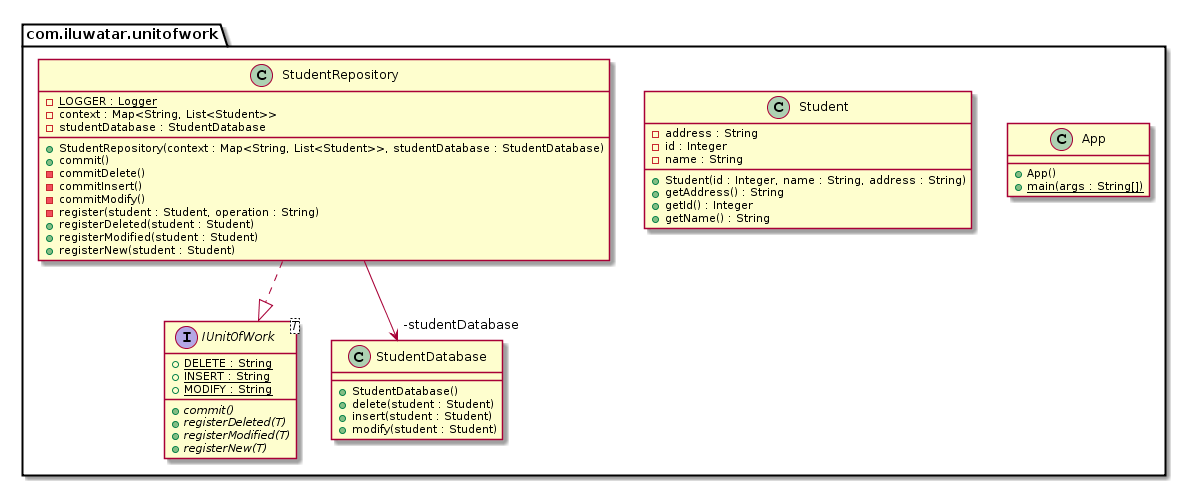 com.iluwatar.unitofwork
C StudentRepository
LOGGER : Logger
context : Map<String, List<Student>>
studentDatabase : StudentDatabase
StudentRepository(context : Map<String, List<Student>>, studentDatabase : StudentDatabase)
commit()
commitDelete()
commitInsert()
commitModify()
register(student : Student, operation : String)
registerDeleted(student : Student)
registerModified(student : Student)
registerNew(student : Student)
C Student
address : String
id : Integer
name : String
Student(id : Integer, name : String, address : String)
getAddress() : String
getId() : Integer
getName() : String
C App
App()
main(args : String[])
-studentDatabase
I IUnitOfWork
T
DELETE : String
INSERT : String
MODIFY : String
commit()
registerDeleted(T)
registerModified(T)
registerNew(T)
C StudentDatabase
StudentDatabase()
delete(student : Student)
insert(student : Student)
modify(student : Student)